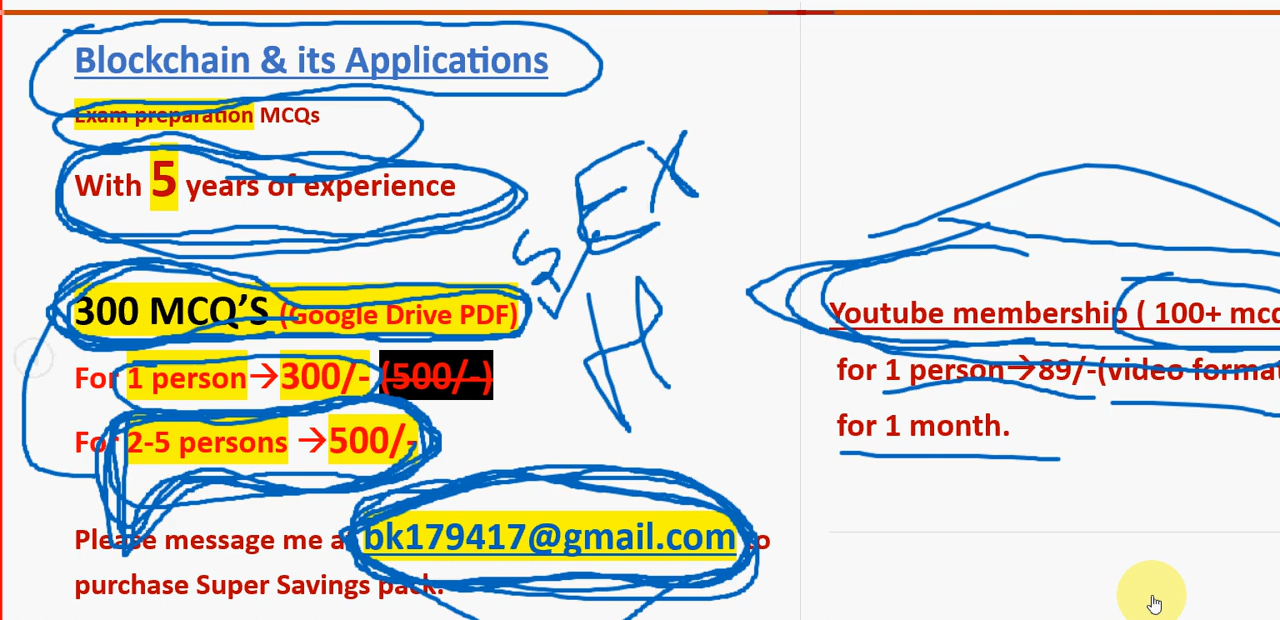 Blockchain & its Applications
Exam preparation MCQs
With 5 years of experience
EX
300 MCQ'S (Google Drive PDF)
For 1 person→300/- (500/-)
For 2-5 persons →500/-
Please message me a bk179417@gmail.com to
purchase Super Savings pack.
Youtube membership ( 100+ mcq
for 1 person→89/-(video format
for 1 month.